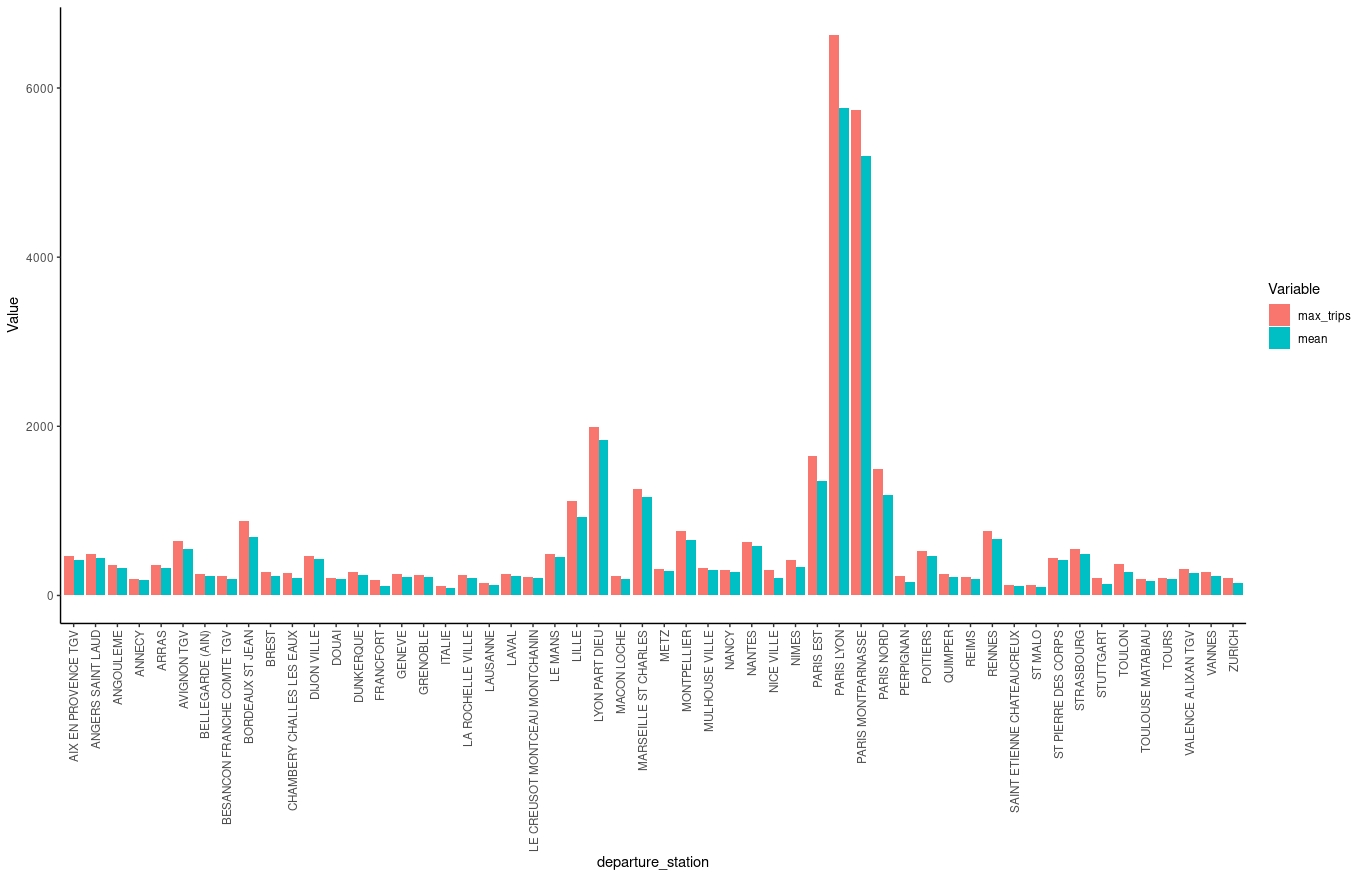 6000
4000
2000
0
Value
AIX EN PROVENCE TGV
ANGERS SAINT LAUD
ANGOULEME
ANNECY
ARRAS
AVIGNON TGV
BELLEGARDE (AIN)
BESANCON FRANCHE COMTE TGV
BORDEAUX ST JEAN
BREST
CHAMBERY CHALLES LES EAUX
DIJON VILLE
DOUAI
DUNKERQUE
FRANCFORT
GENEVE
GRENOBLE
ITALIE
LA ROCHELLE VILLE
LAUSANNE
LAVAL
LE CREUSOT MONTCEAU MONTCHANIN
LE MANS
LILLE
LYON PART DIEU
MACON LOCHE
MARSEILLE ST CHARLES
METZ
MONTPELLIER
MULHOUSE VILLE
NANCY
NANTES
NICE VILLE
NIMES
PARIS EST
PARIS LYON
PARIS MONTPARNASSE
PARIS NORD
PERPIGNAN
POITIERS
QUIMPER
REIMS
RENNES
SAINT ETIENNE CHATEAUCREUX
ST MALO
ST PIERRE DES CORPS
STRASBOURG
STUTTGART
TOULON
TOULOUSE MATABIAU
TOURS
VALENCE ALIXAN TGV
VANNES
ZURICH
departure_station
Variable
max_trips
mean